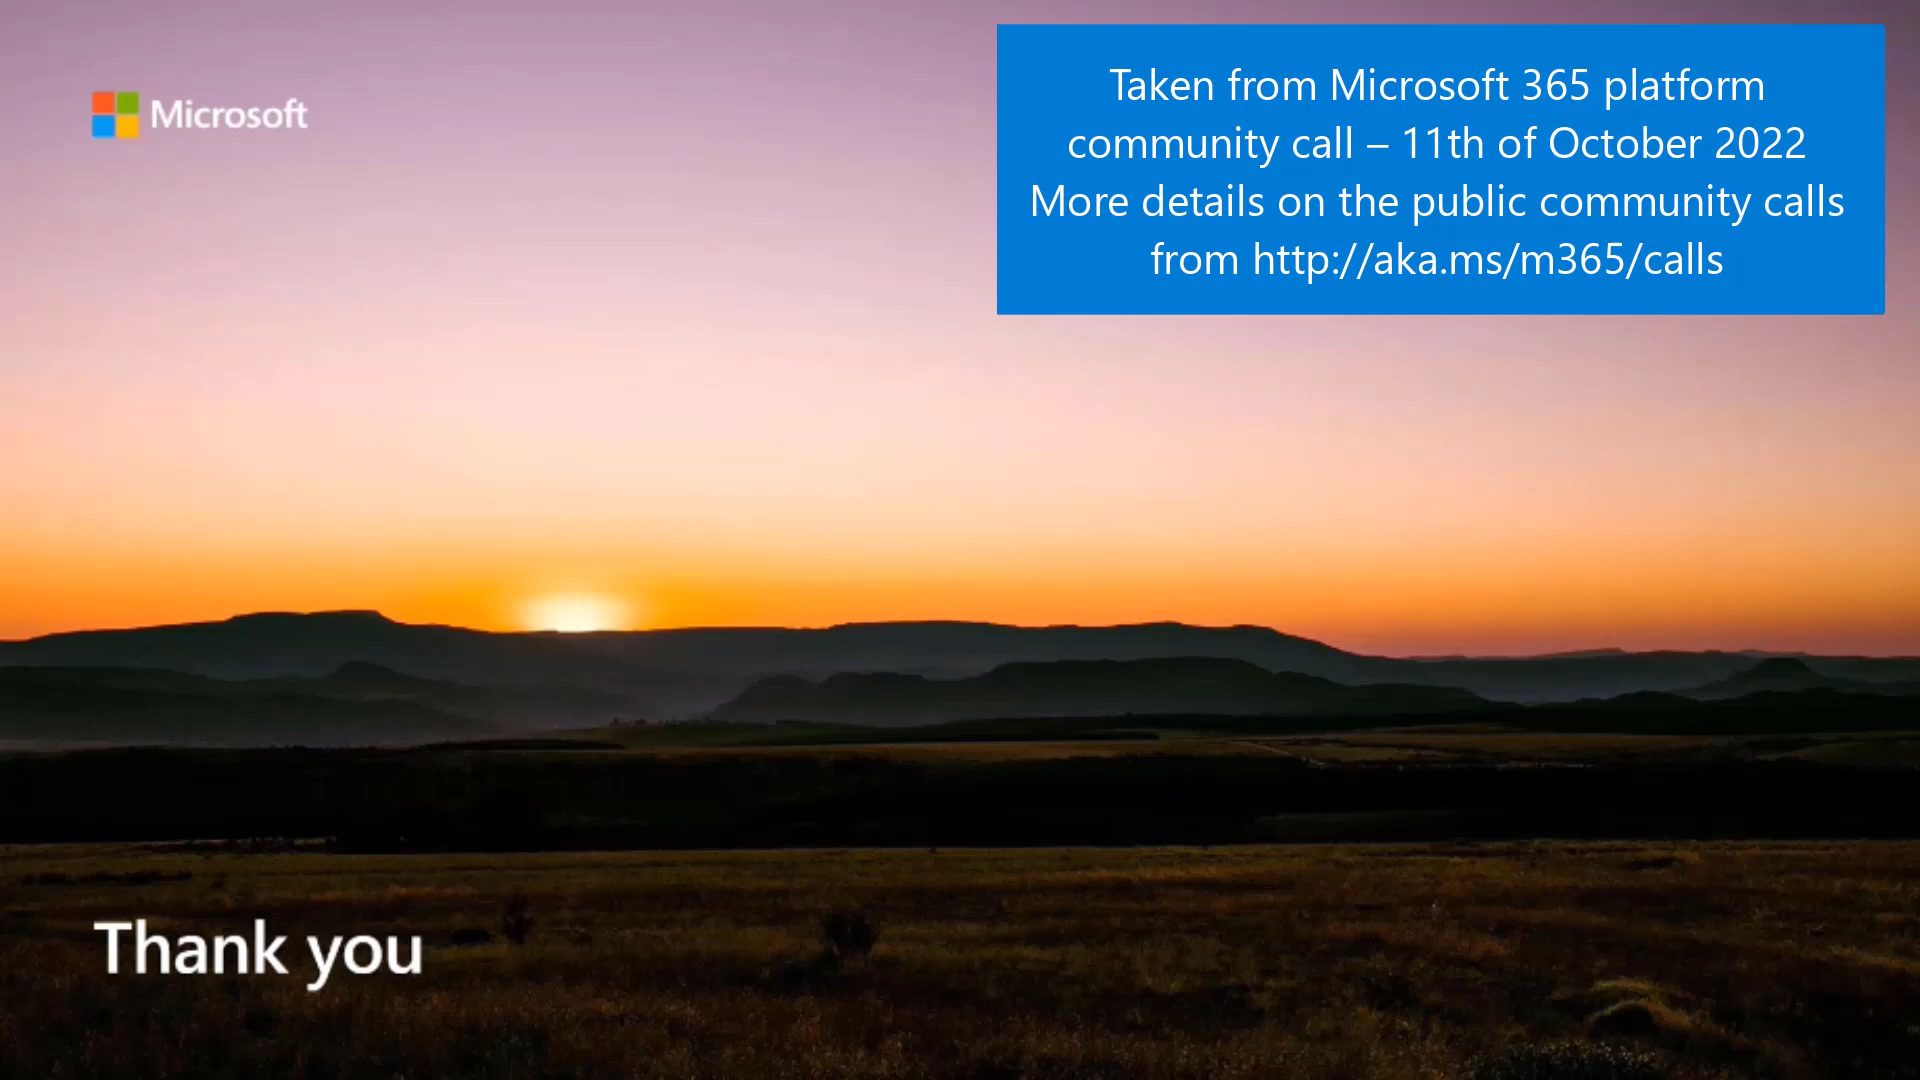 Microsoft
Taken from Microsoft 365 platform
community call – 11th of October 2022
More details on the public community calls
from http://aka.ms/m365/calls
Thank you